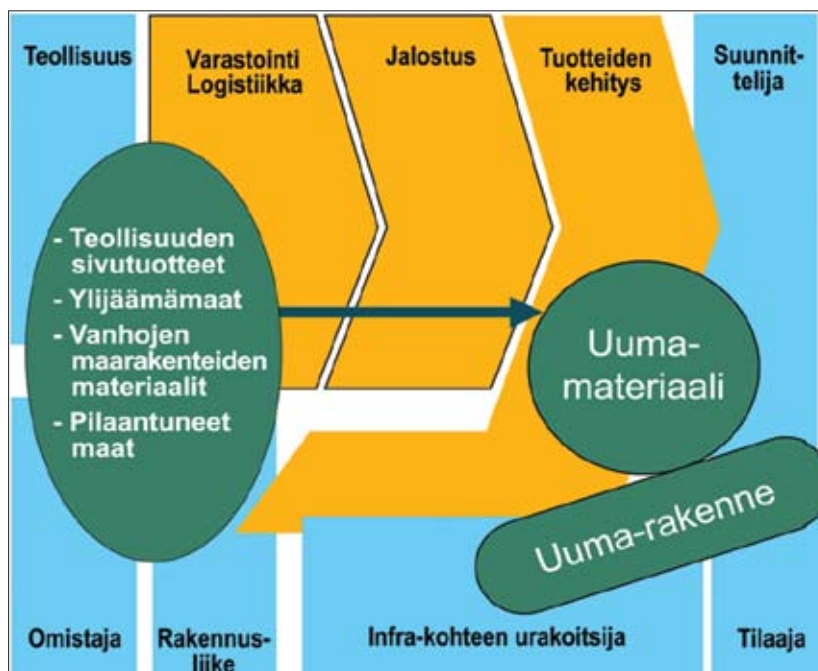 Teollisuus
Varastointi
Logistiikka
Jalostus
Tuotteiden
kehitys
Suunnit-
telija
- Teollisuuden
sivutuotteet
- Ylijäämämaat
- Vanhojen
maarakenteiden
materiaalit
- Pilaantuneet
maat
Uuma-
materiaali
Uuma-rakenne
Omistaja
Rakennus-
liike
Infra-kohteen urakoitsija
Tilaaja